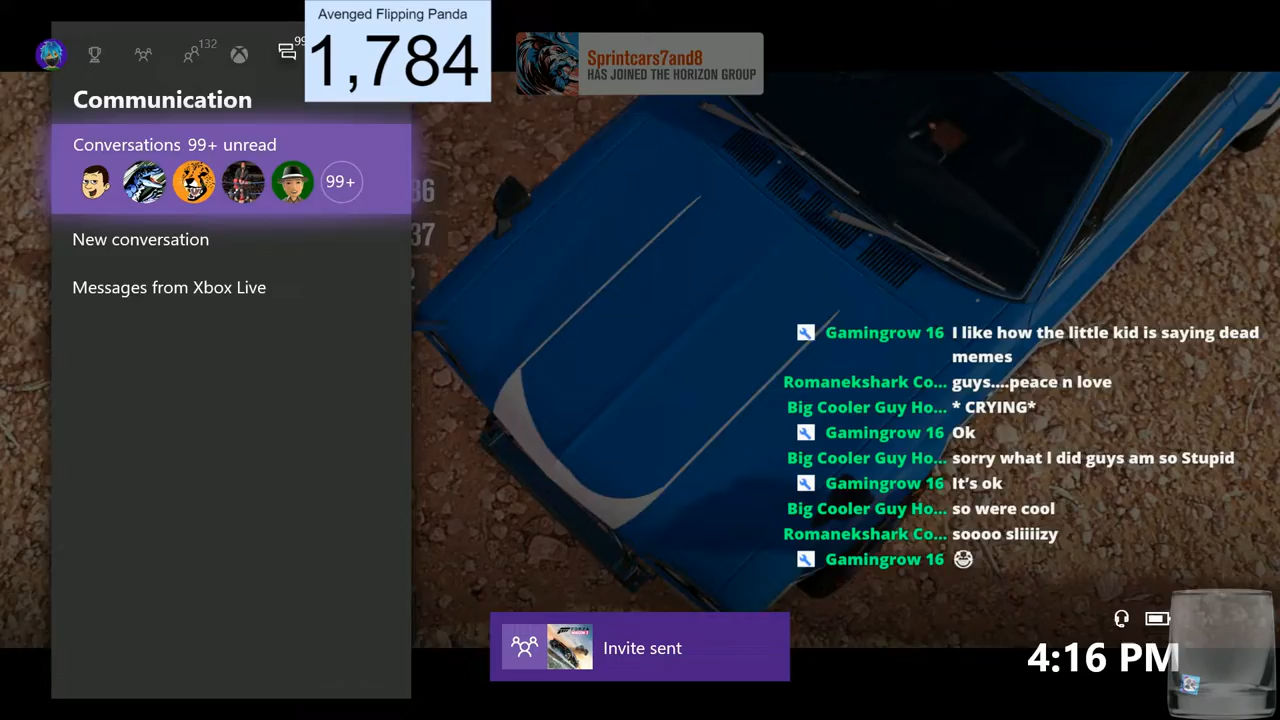 Avenged Flipping Panda
1,784
132
99
Sprintcars7and8
HAS JOINED THE HORIZON GROUP
Communication
Conversations 99+ unread
99+
36
37
2
New conversation
Messages from Xbox Live
Gamingrow 16 I like how the little kid is saying dead
memes
Romanekshark Co... guys....peace n love
Big Cooler Guy Ho... * CRYING*
Gamingrow 16 Ok
Big Cooler Guy Ho... sorry what I did guys am so Stupid
Gamingrow 16 It's ok
Big Cooler Guy Ho... so were cool
Romanekshark Co... soooo sliiiizy
Gamingrow 16 😂
Invite sent
4:16 PM